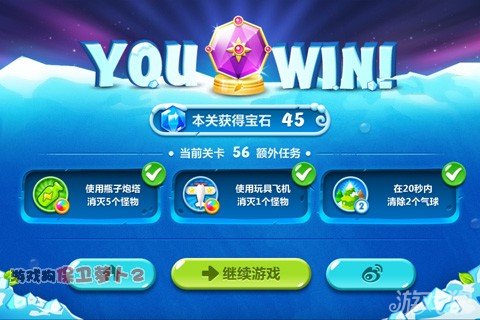 YOU WIN!
本关获得宝石 45
当前关卡 56 额外任务
使用瓶子炮塔
消灭5个怪物
使用玩具飞机
消灭1个怪物
在20秒内
清除2个气球
2
游戏狗保卫萝卜2
继续游戏